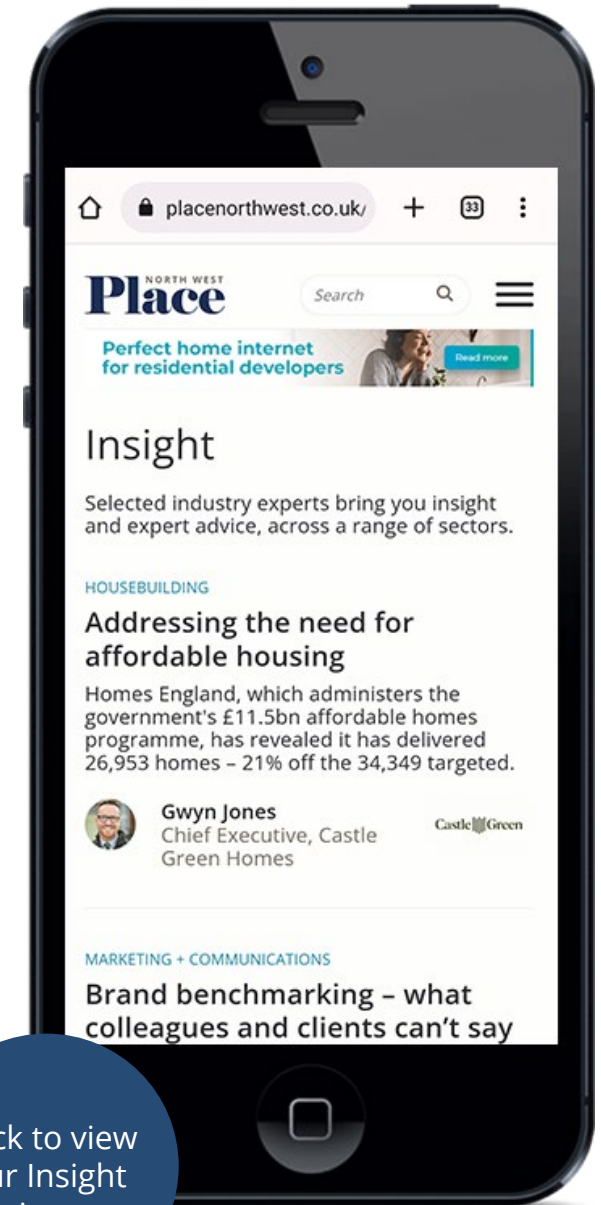 placenorthwest.co.uk/
33
NORTH WEST
Place
Search
Perfect home internet
for residential developers
Read more
Insight
Selected industry experts bring you insight
and expert advice, across a range of sectors.
HOUSEBUILDING
Addressing the need for
affordable housing
Homes England, which administers the
government's £11.5bn affordable homes
programme, has revealed it has delivered
26,953 homes – 21% off the 34,349 targeted.
Gwyn Jones
Chief Executive, Castle
Green Homes
Castle Green
MARKETING + COMMUNICATIONS
Brand benchmarking – what
colleagues and clients can’t say
to view
Insight